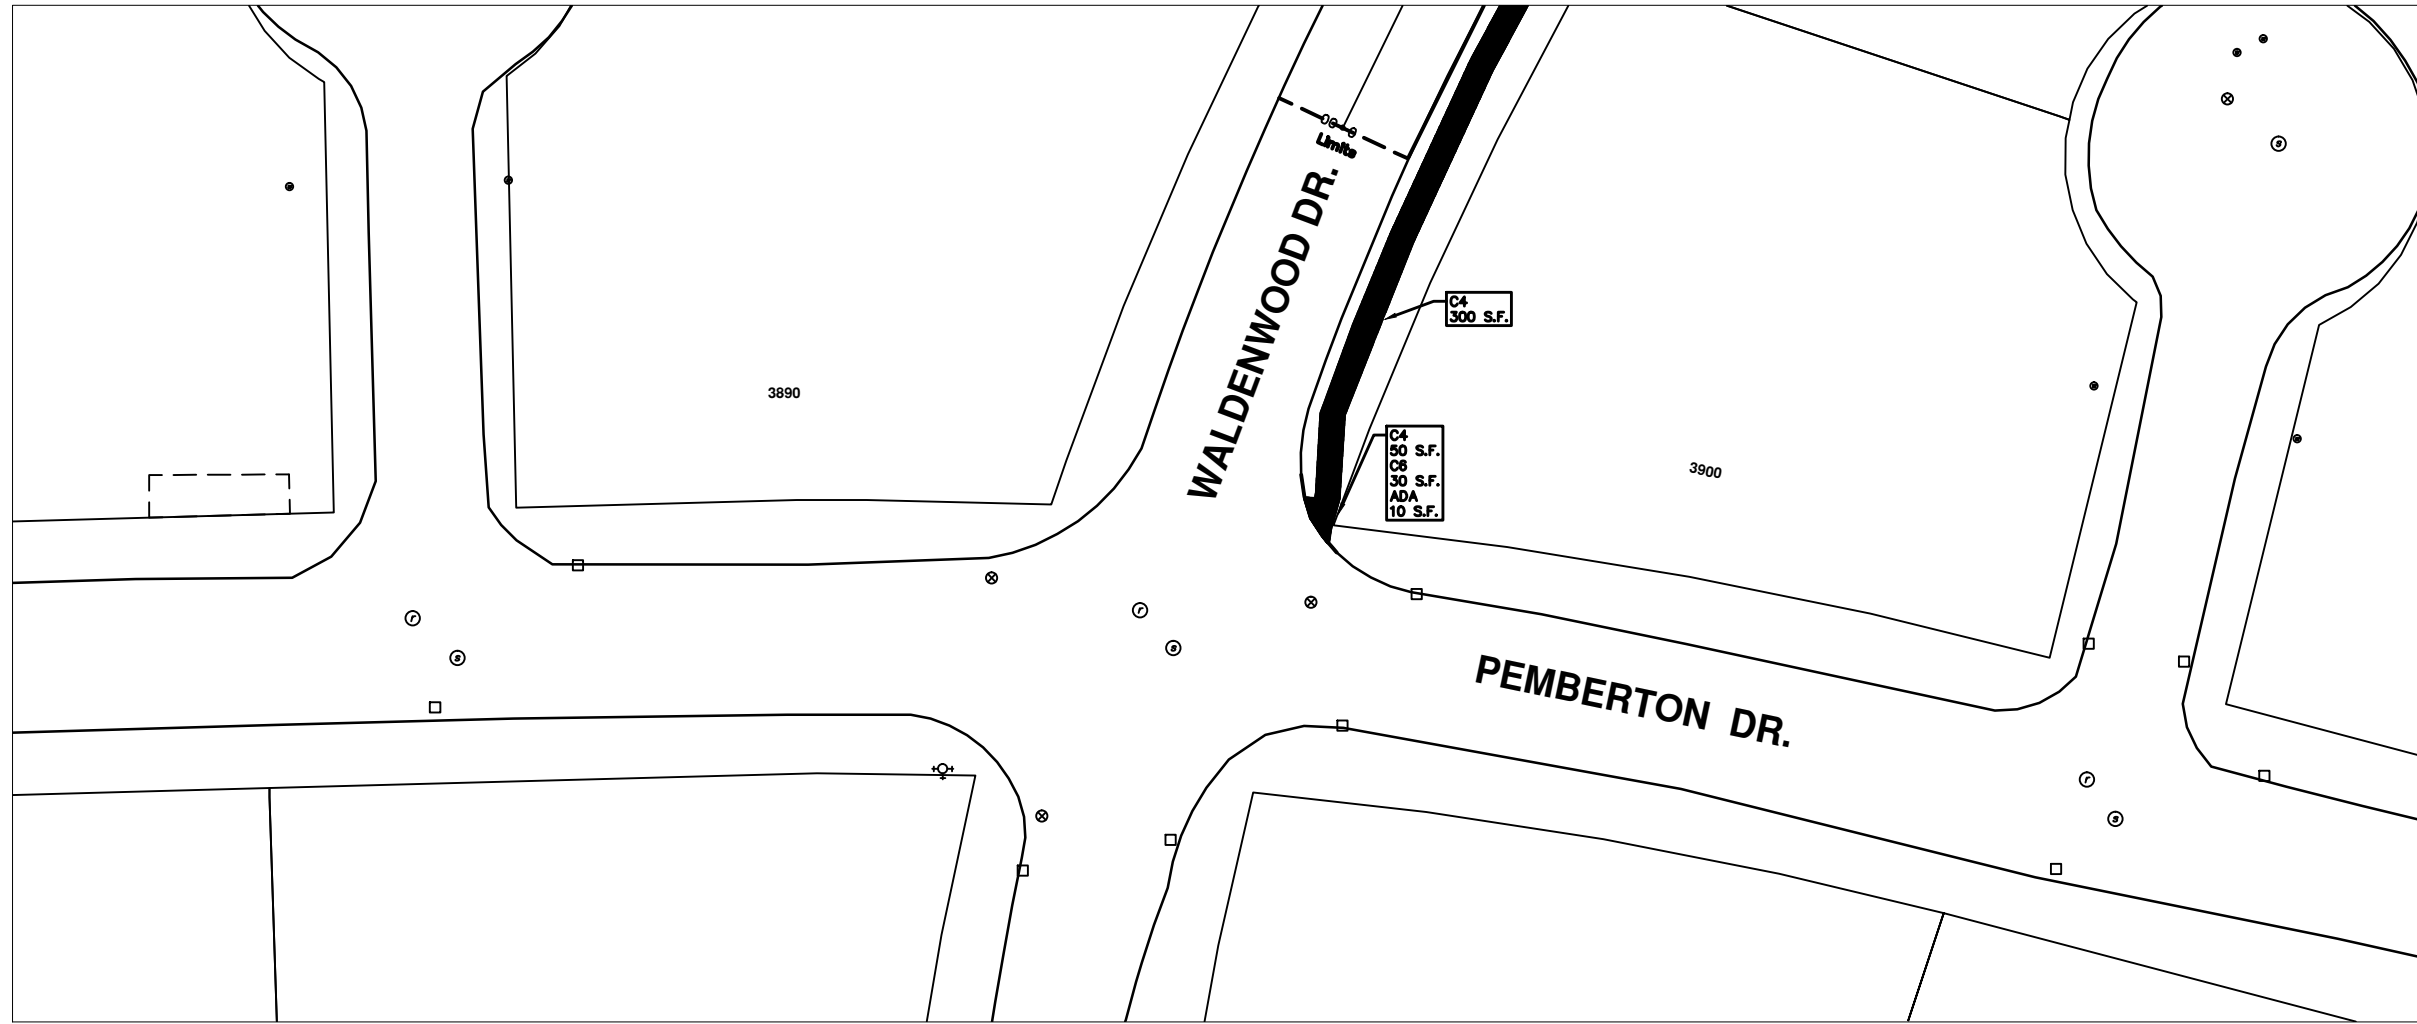 Limits
WALDENWOOD DR.
C4
300 S.F.
3890
C4
50 S.F.
C6
30 S.F.
ADA
10 S.F.
3900
r
s
r
s
s
PEMBERTON DR.
r
s